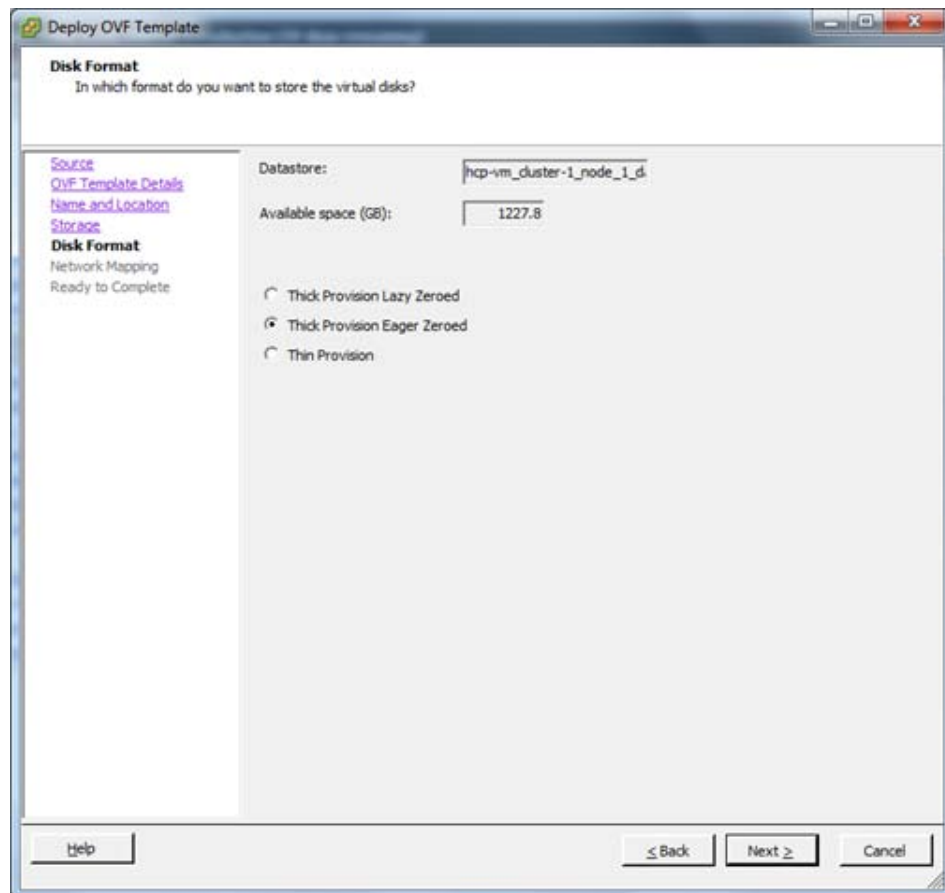 Deploy OVF Template
Disk Format
In which format do you want to store the virtual disks?
Source
OVF Template Details
Name and Location
Storage
Disk Format
Network Mapping
Ready to Complete
Datastore:
hcp-vm_cluster-1_node_1_d
Available space (GB):
1227.8
Thick Provision Lazy Zeroed
Thick Provision Eager Zeroed
Thin Provision
Help
< Back
Next >
Cancel